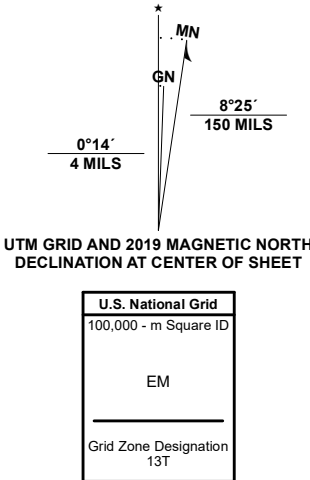 ★
MN
GN
8°25´
150 MILS
0°14´
4 MILS
UTM GRID AND 2019 MAGNETIC NORTH
DECLINATION AT CENTER OF SHEET
U.S. National Grid
100,000 - m Square ID
EM
Grid Zone Designation
13T